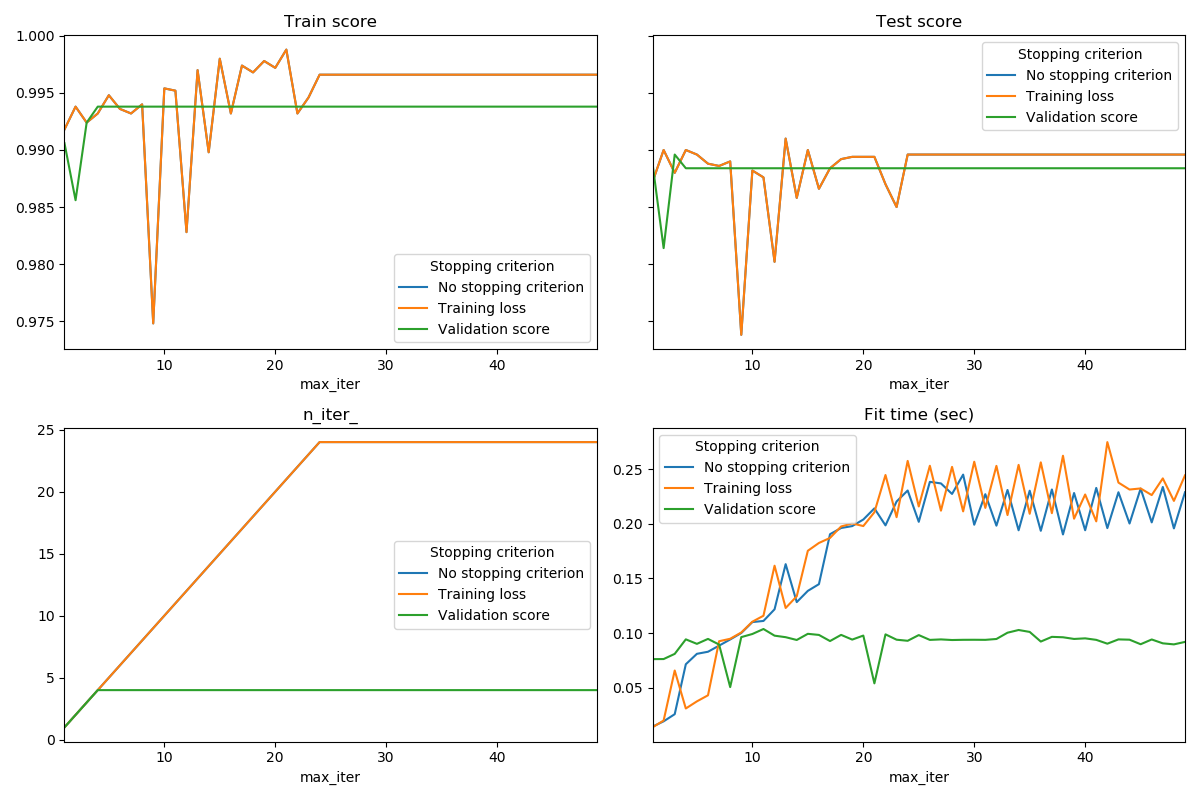 Train score
1.000
0.995
0.990
0.985
0.980
0.975
Stopping criterion
No stopping criterion
Training loss
Validation score
10
20
30
40
max_iter
Test score
Stopping criterion
No stopping criterion
Training loss
Validation score
10
20
30
40
max_iter
n_iter_
25
20
15
10
5
0
Stopping criterion
No stopping criterion
Training loss
Validation score
10
20
30
40
max_iter
Fit time (sec)
Stopping criterion
No stopping criterion
Training loss
Validation score
0.25
0.20
0.15
0.10
0.05
10
20
30
40
max_iter